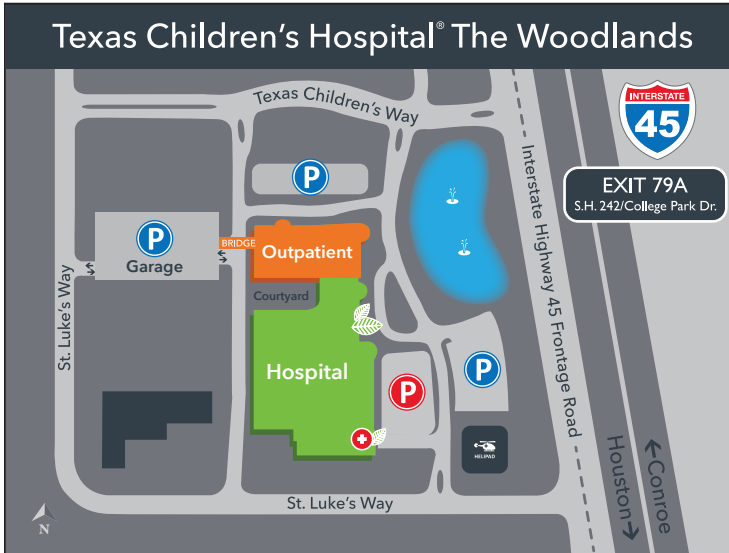 Texas Children's Hospital® The Woodlands
Texas Children's Way
INTERSTATE
45
EXIT 79A
S.H. 242/College Park Dr.
P
P
Garage
BRIDGE
Outpatient
Courtyard
Hospital
P
P
HELIPAD
St. Luke's Way
St. Luke's Way
Interstate Highway 45 Frontage Road
Houston→
←Conroe
N